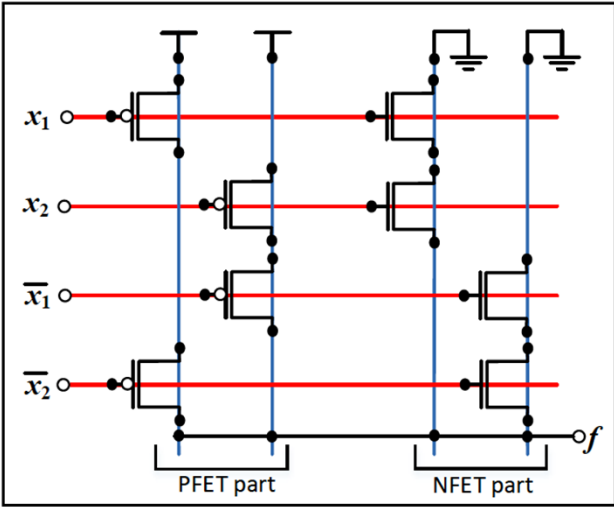 x₁
x₂
x̅₁
x̅₂
f
PFET part
NFET part